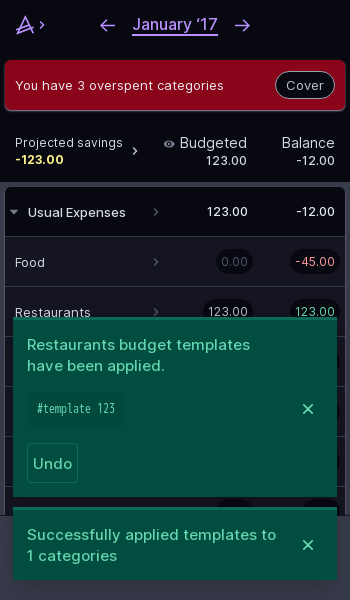 January ‘17
You have 3 overspent categories
Cover
Projected savings
-123.00
Budgeted
123.00
Balance
-12.00
Usual Expenses
123.00
-12.00
Food
0.00
-45.00
Restaurants
123.00
123.00
Restaurants budget templates
have been applied.
#template 123
Undo
Successfully applied templates to
1 categories